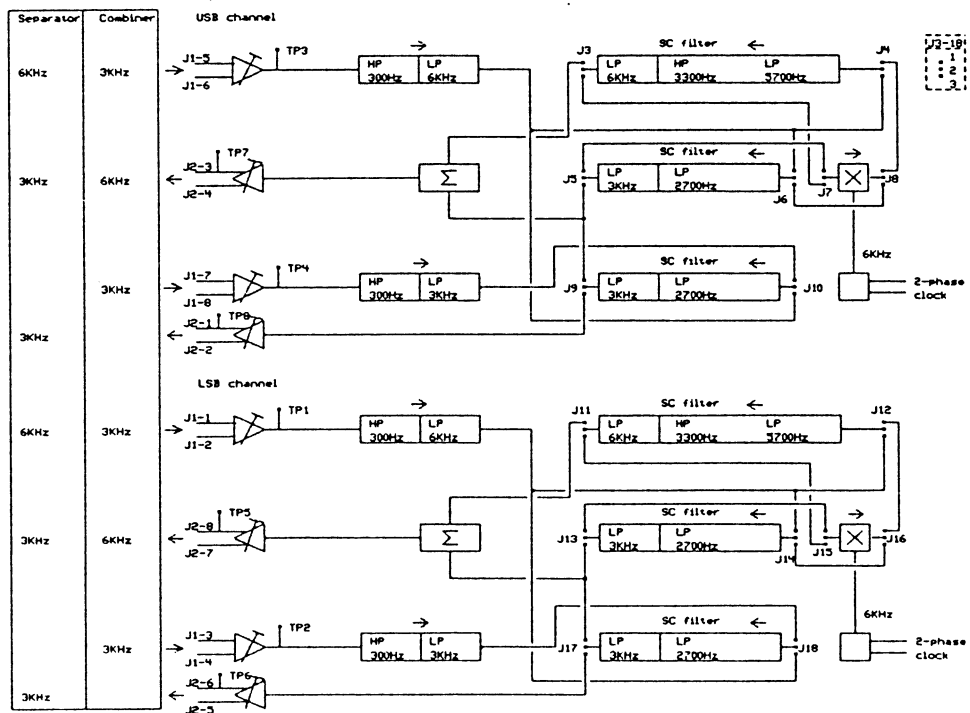 Separator Combiner USB channel
J3 SC filter J4 J3-18
J1-5 TP3 HP LP LP HP LP 1
6KHz 3KHz 300Hz 6KHz 6KHz 3300Hz 5700Hz 2
J1-6 3
TP7 SC filter
J2-3 LP LP
3KHz 6KHz Σ J5 3KHz 2700Hz J6 J7 X J8
J2-4
6KHz
SC filter
J1-7 TP4 HP LP LP LP 2-phase
3KHz 300Hz 3KHz J9 3KHz 2700Hz J10 clock
J1-8
J2-1 TP8
3KHz
J2-2
LSB channel
J11 SC filter J12
J1-1 TP1 HP LP LP HP LP
6KHz 3KHz 300Hz 6KHz 6KHz 3300Hz 5700Hz
J1-2
TP5 SC filter
J2-8 LP LP
3KHz 6KHz Σ J13 3KHz 2700Hz J14 J15 X J16
J2-7
6KHz
SC filter
J1-3 TP2 HP LP LP LP 2-phase
3KHz 300Hz 3KHz J17 3KHz 2700Hz J18 clock
J1-4
J2-6 TP6
3KHz
J2-5